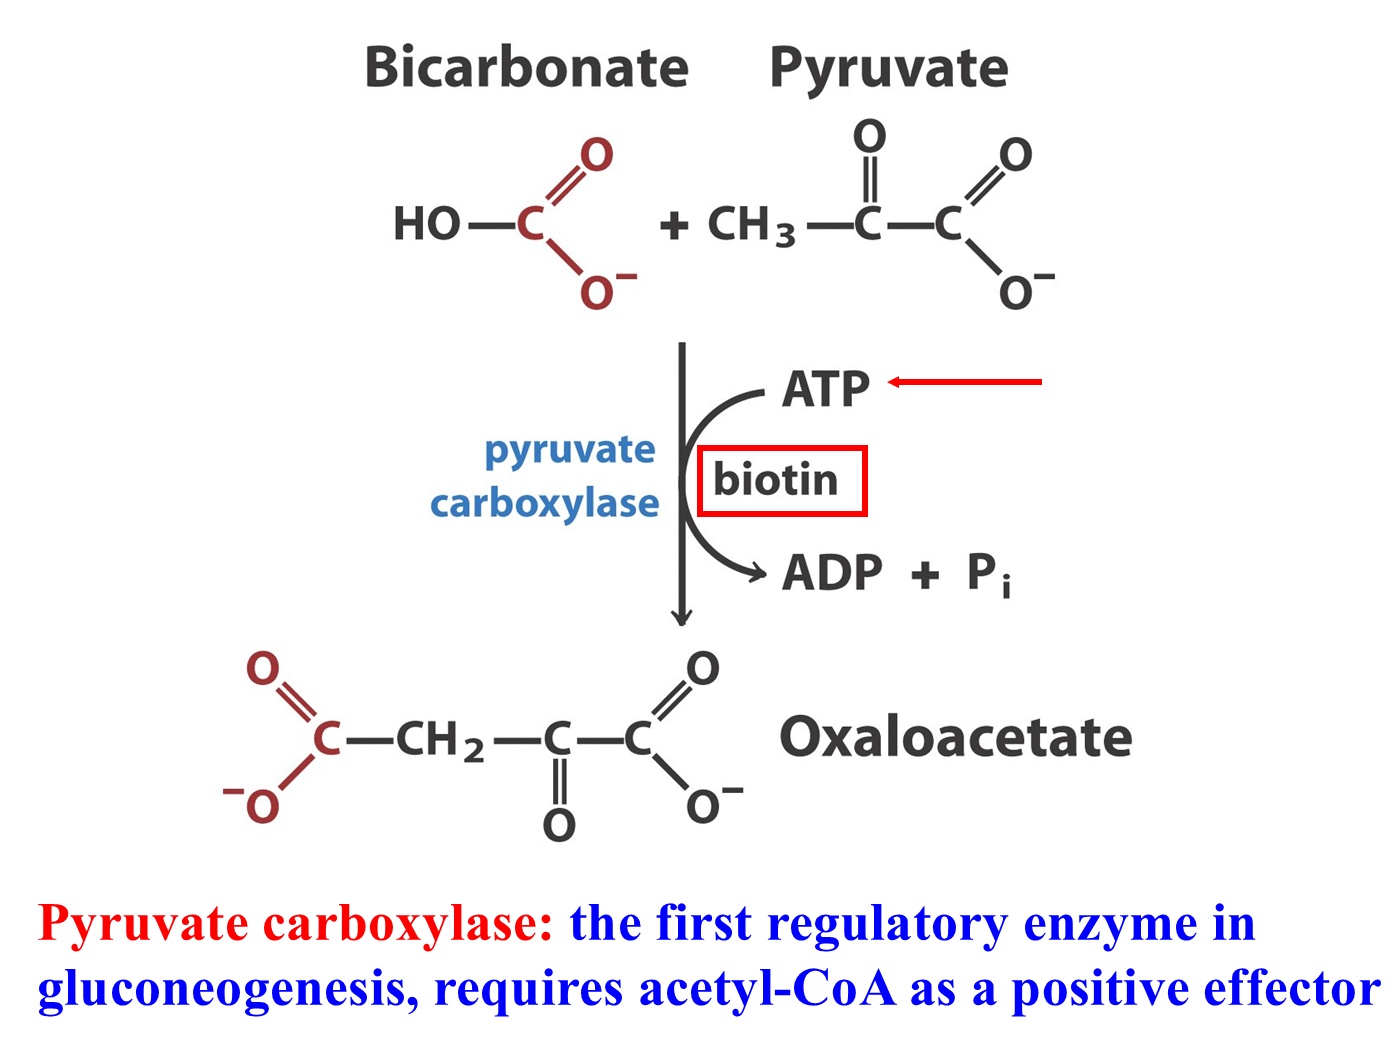 Bicarbonate Pyruvate
O O O
HO C + CH3 C C
O− O−
ATP
pyruvate
carboxylase
biotin
ADP + Pi
O O
C CH2 C C Oxaloacetate
−O O O−
Pyruvate carboxylase: the first regulatory enzyme in
gluconeogenesis, requires acetyl-CoA as a positive effector